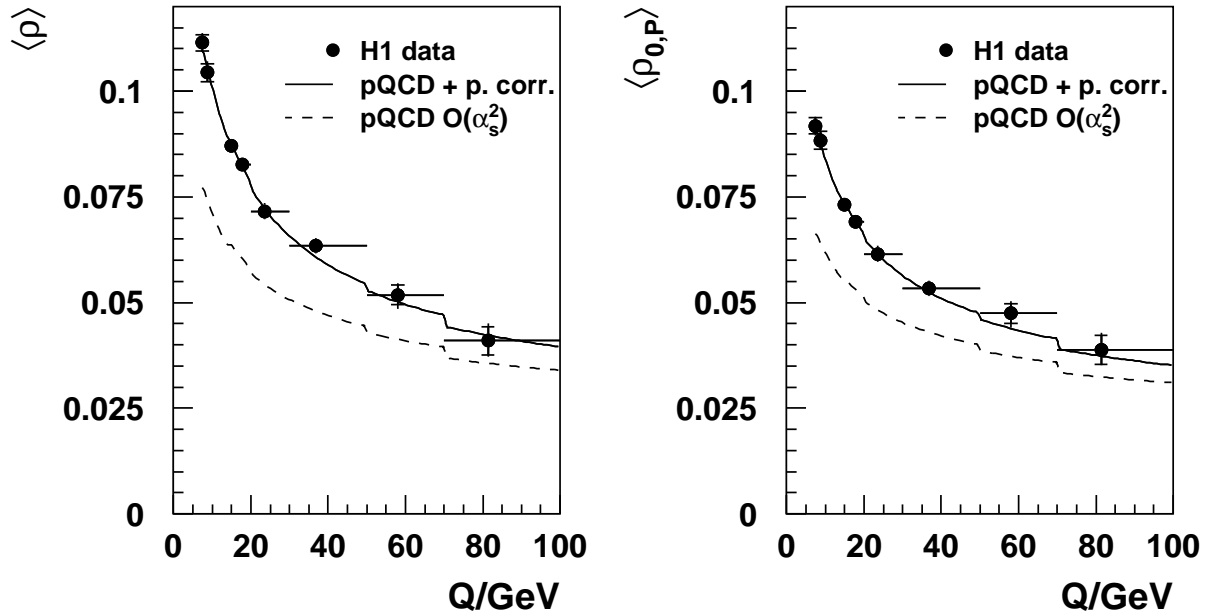 ⟨ρ⟩
H1 data
pQCD + p. corr.
pQCD O(α_s^2)
0.1
0.075
0.05
0.025
0
0 20 40 60 80 100
Q/GeV
⟨ρ_{0,P}⟩
H1 data
pQCD + p. corr.
pQCD O(α_s^2)
0.1
0.075
0.05
0.025
0
0 20 40 60 80 100
Q/GeV